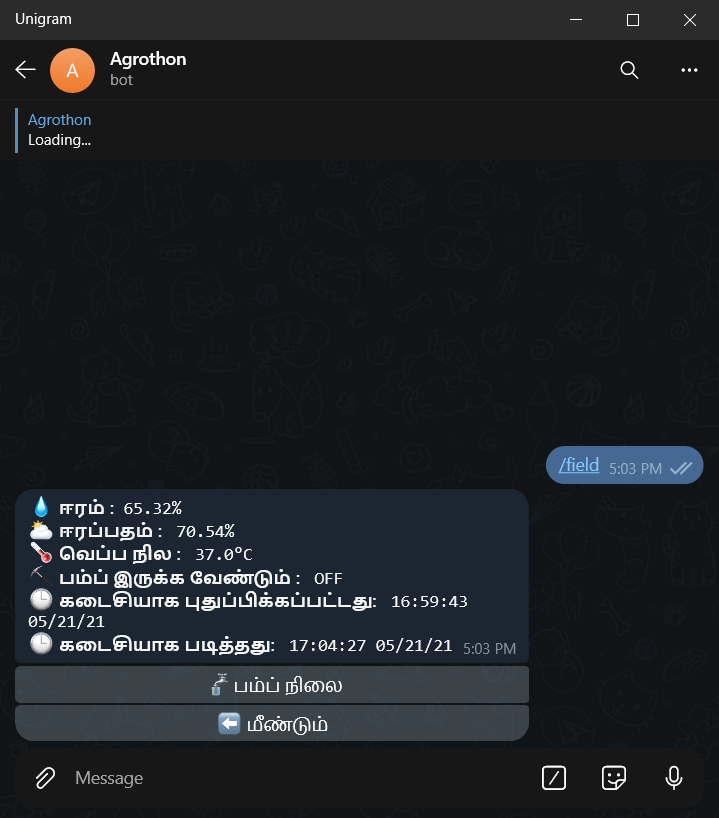 Unigram
Agrothon
bot
Agrothon
Loading...
/field 5:03 PM
ஈரம் : 65.32%
ஈரப்பதம் : 70.54%
வெப்ப நில : 37.0°C
பம்ப் இருக்க வேண்டும் : OFF
கடைசியாக புதுப்பிக்கப்பட்டது: 16:59:43
05/21/21
கடைசியாக படித்தது: 17:04:27 05/21/21 5:03 PM
பம்ப் நிலை
மீண்டும்
Message